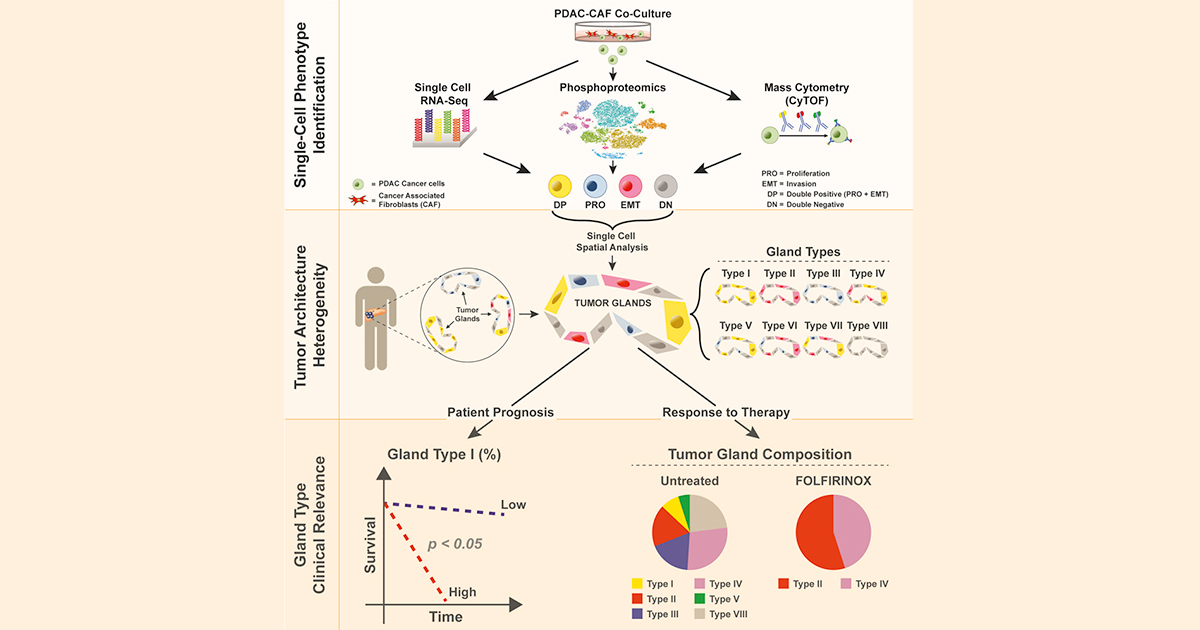 Single-Cell Phenotype
Identification
PDAC-CAF Co-Culture
Single Cell
RNA-Seq
Phosphoproteomics
Mass Cytometry
(CyTOF)
= PDAC Cancer cells
= Cancer Associated
Fibroblasts (CAF)
DP
PRO
EMT
DN
PRO = Proliferation
EMT = Invasion
DP = Double Positive (PRO + EMT)
DN = Double Negative
Tumor Architecture
Heterogeneity
Single Cell
Spatial Analysis
Tumor
Glands
TUMOR GLANDS
Gland Types
Type I
Type II
Type III
Type IV
Type V
Type VI
Type VII
Type VIII
Patient Prognosis
Response to Therapy
Gland Type
Clinical Relevance
Gland Type I (%)
Survival
Low
p < 0.05
High
Time
Tumor Gland Composition
Untreated
FOLFIRINOX
Type I
Type IV
Type II
Type V
Type III
Type VIII
Type II
Type IV